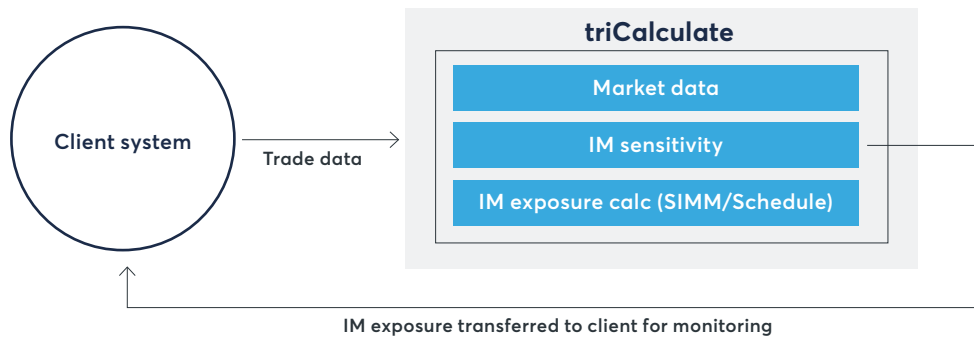 triCalculate
Market data
Client system
IM sensitivity
Trade data
IM exposure calc (SIMM/Schedule)
IM exposure transferred to client for monitoring